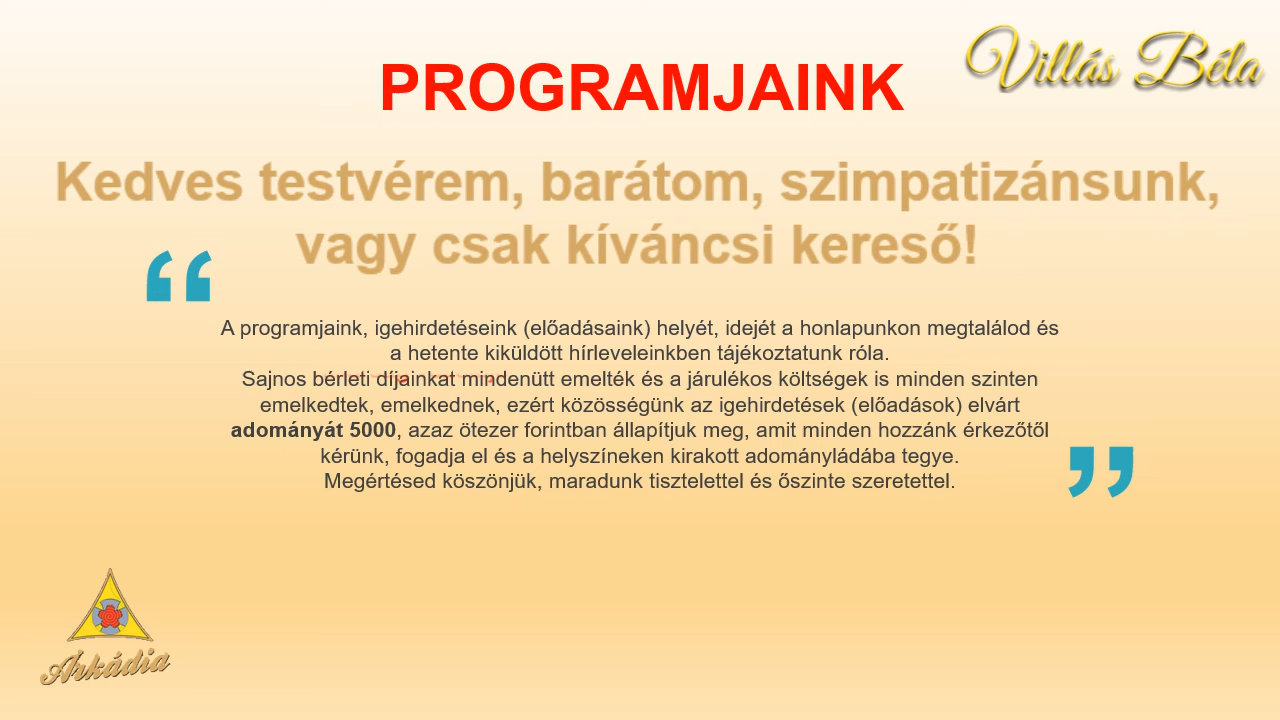 Villás Béla
PROGRAMJAINK
Kedves testvérem, barátom, szimpatizánsunk,
vagy csak kíváncsi kereső!
“
A programjaink, igehirdetéseink (előadásaink) helyét, idejét a honlapunkon megtalálod és
a hetente kiküldött hírleveleinkben tájékoztatunk róla.
Sajnos bérleti díjainkat mindenütt emelték és a járulékos költségek is minden szinten
emelkedtek, emelkednek, ezért közösségünk az igehirdetések (előadások) elvárt
adományát 5000, azaz ötezer forintban állapítjuk meg, amit minden hozzánk érkezőtől
kérünk, fogadja el és a helyszíneken kirakott adományládába tegye.
Megértésed köszönjük, maradunk tisztelettel és őszinte szeretettel.
”
Árkádia